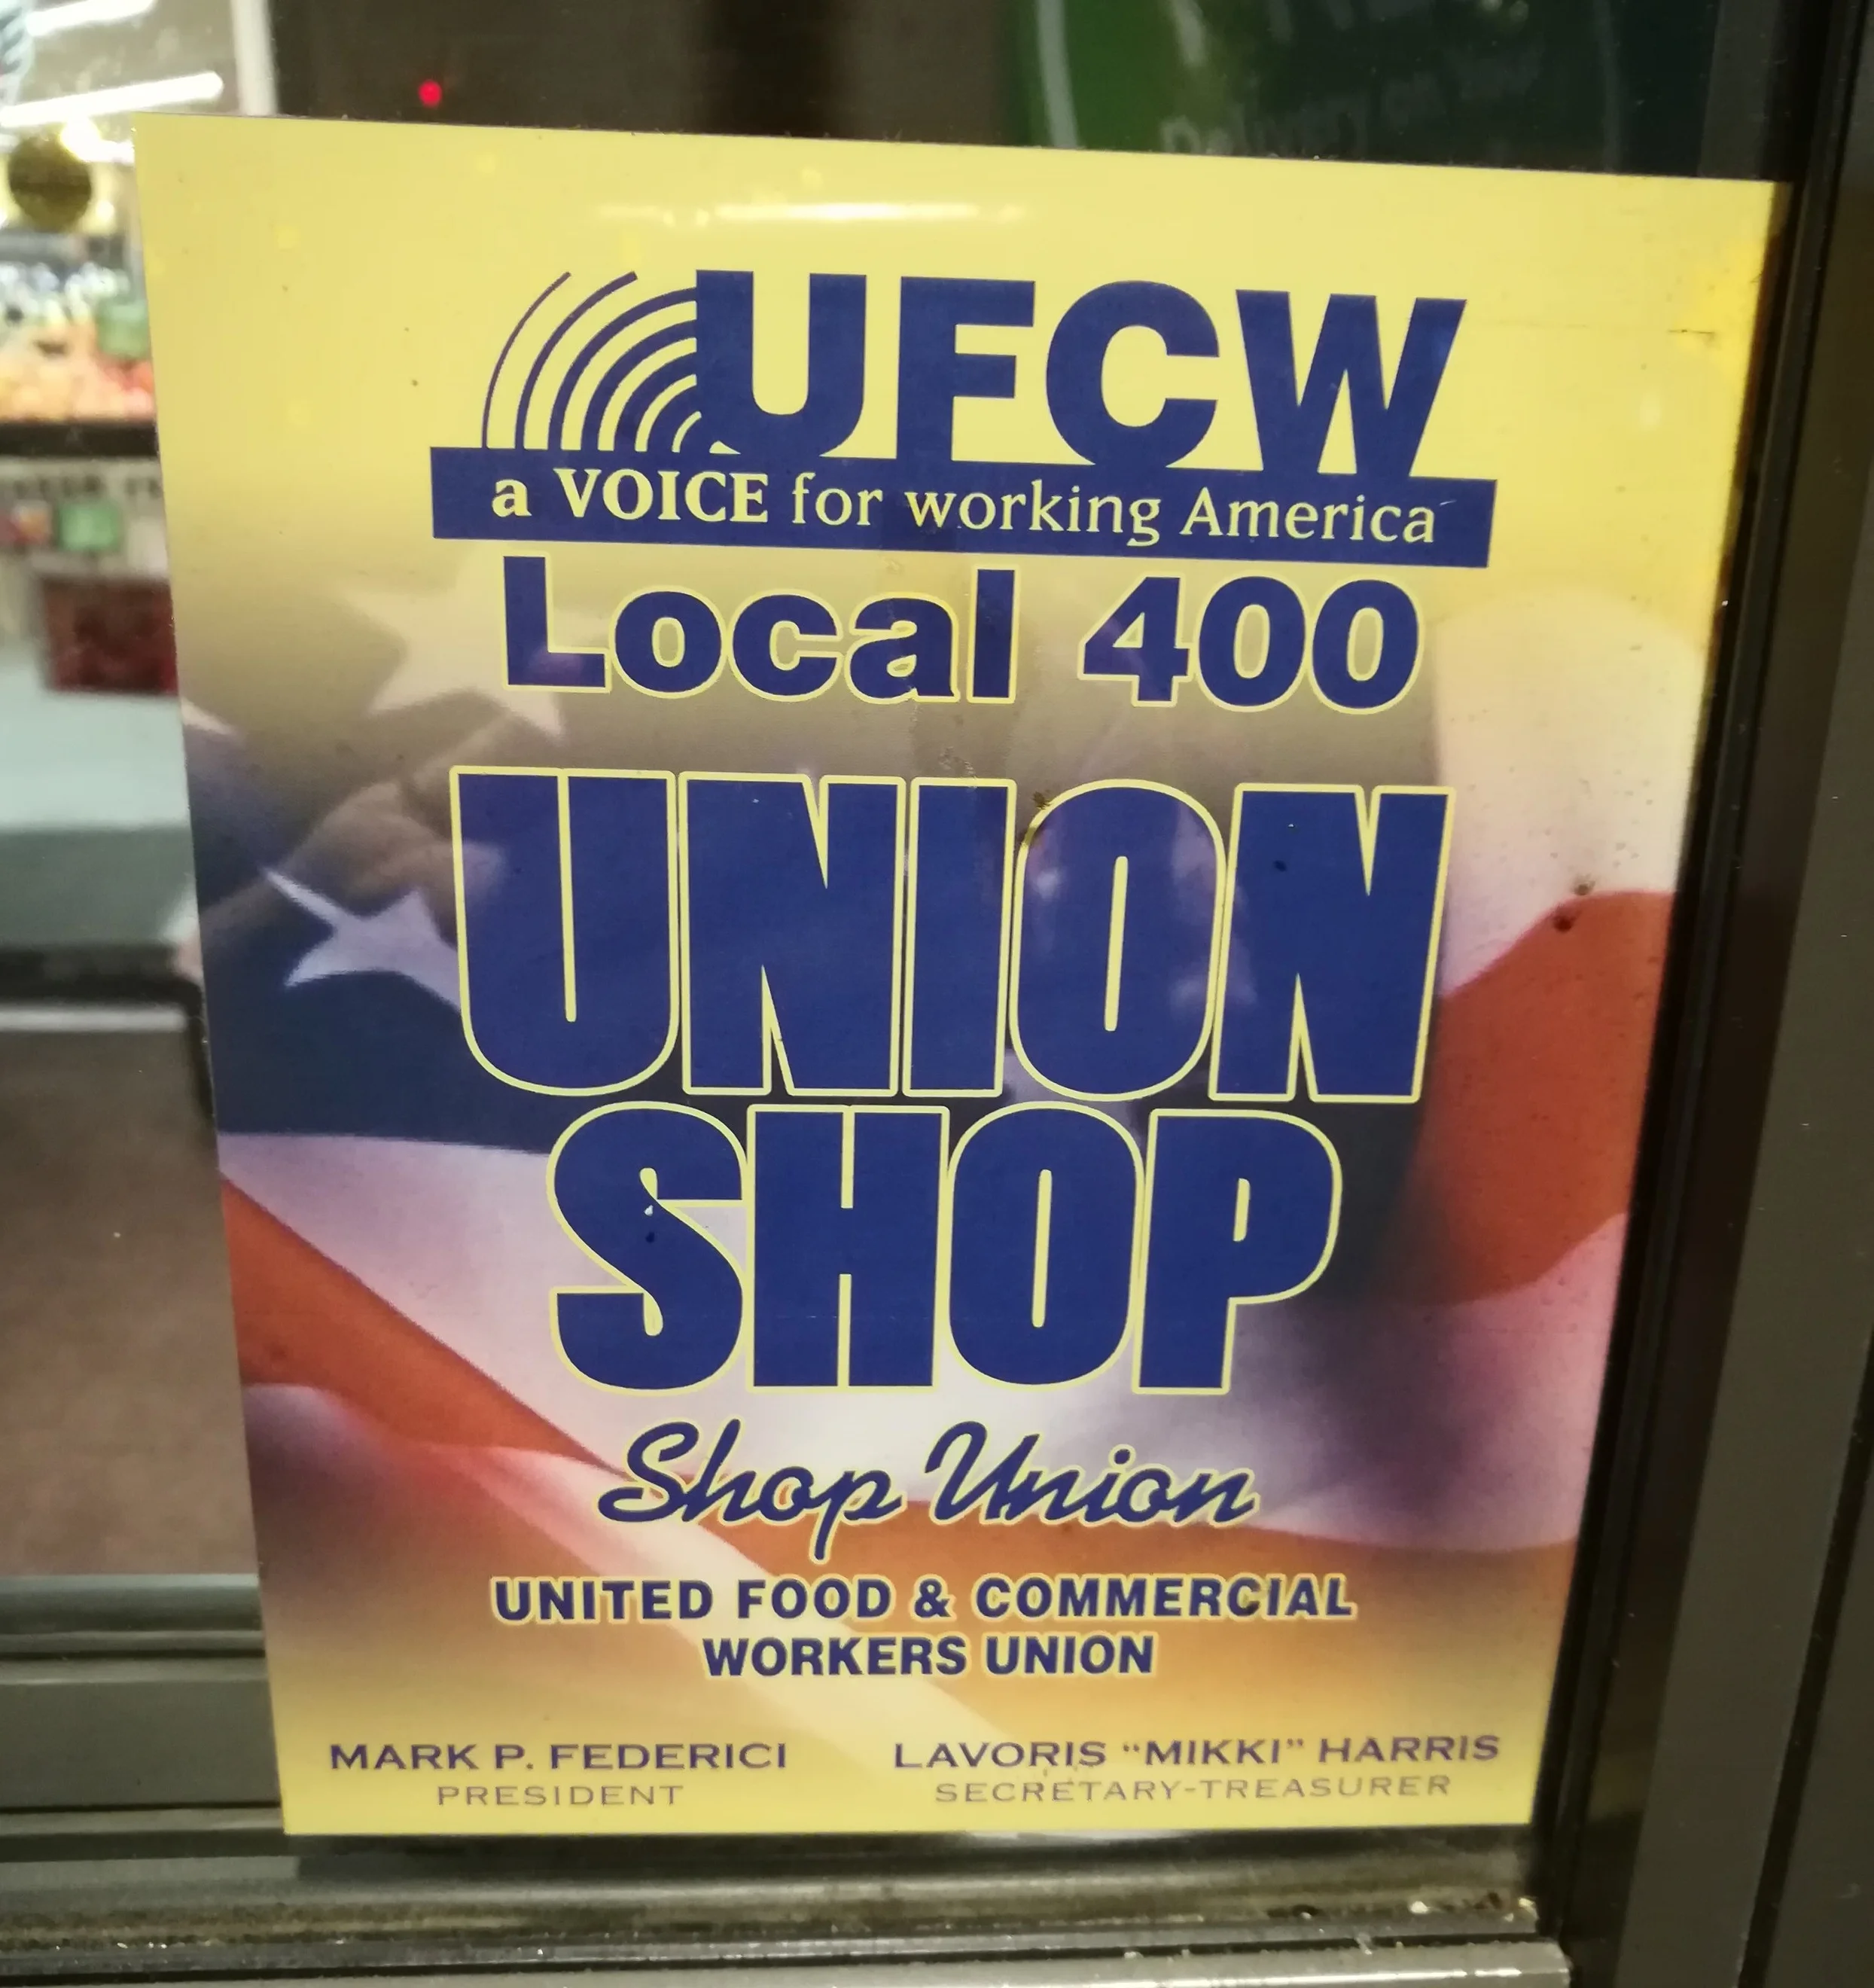 Delivery
UFCW
a VOICE for working America
Local 400
UNION
SHOP
Shop Union
UNITED FOOD & COMMERCIAL
WORKERS UNION
MARK P. FEDERICI
PRESIDENT
LAVORIS “MIKKI” HARRIS
SECRETARY-TREASURER